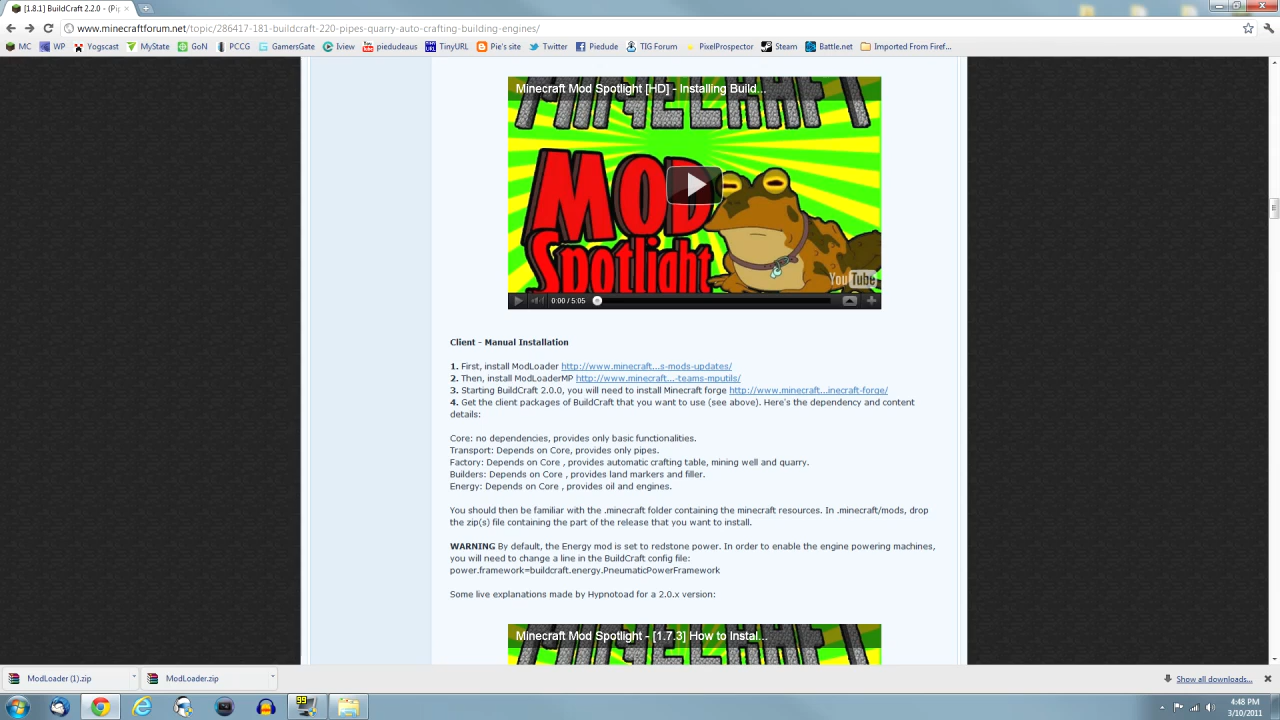 [1.8.1] BuildCraft 2.2.0 - (Pip
www.minecraftforum.net/topic/286417-181-buildcraft-220-pipes-quarry-auto-crafting-building-engines/
MC WP Yogscast MyState GoN PCCG GamersGate Iview piedudeaus TinyURL Pie's site Twitter Piedude TIG Forum PixelProspector Steam Battle.net Imported From Firef...
Minecraft Mod Spotlight [HD] - Installing Build...
MINECRAFT
MOD
Spotlight
YouTube
0:00 / 5:05
Client - Manual Installation
1. First, install ModLoader http://www.minecraft...s-mods-updates/
2. Then, install ModLoaderMP http://www.minecraft...-teams-mputils/
3. Starting BuildCraft 2.0.0, you will need to install Minecraft forge http://www.minecraft...inecraft-forge/
4. Get the client packages of BuildCraft that you want to use (see above). Here's the dependency and content
details:
Core: no dependencies, provides only basic functionalities.
Transport: Depends on Core, provides only pipes.
Factory: Depends on Core , provides automatic crafting table, mining well and quarry.
Builders: Depends on Core , provides land markers and filler.
Energy: Depends on Core , provides oil and engines.
You should then be familiar with the .minecraft folder containing the minecraft resources. In .minecraft/mods, drop
the zip(s) file containing the part of the release that you want to install.
WARNING By default, the Energy mod is set to redstone power. In order to enable the engine powering machines,
you will need to change a line in the BuildCraft config file:
power.framework=buildcraft.energy.PneumaticPowerFramework
Some live explanations made by Hypnotoad for a 2.0.x version:
Minecraft Mod Spotlight - [1.7.3] How to Instal...
MINECRAFT
ModLoader (1).zip ModLoader.zip Show all downloads...
99
4:48 PM
3/10/2011